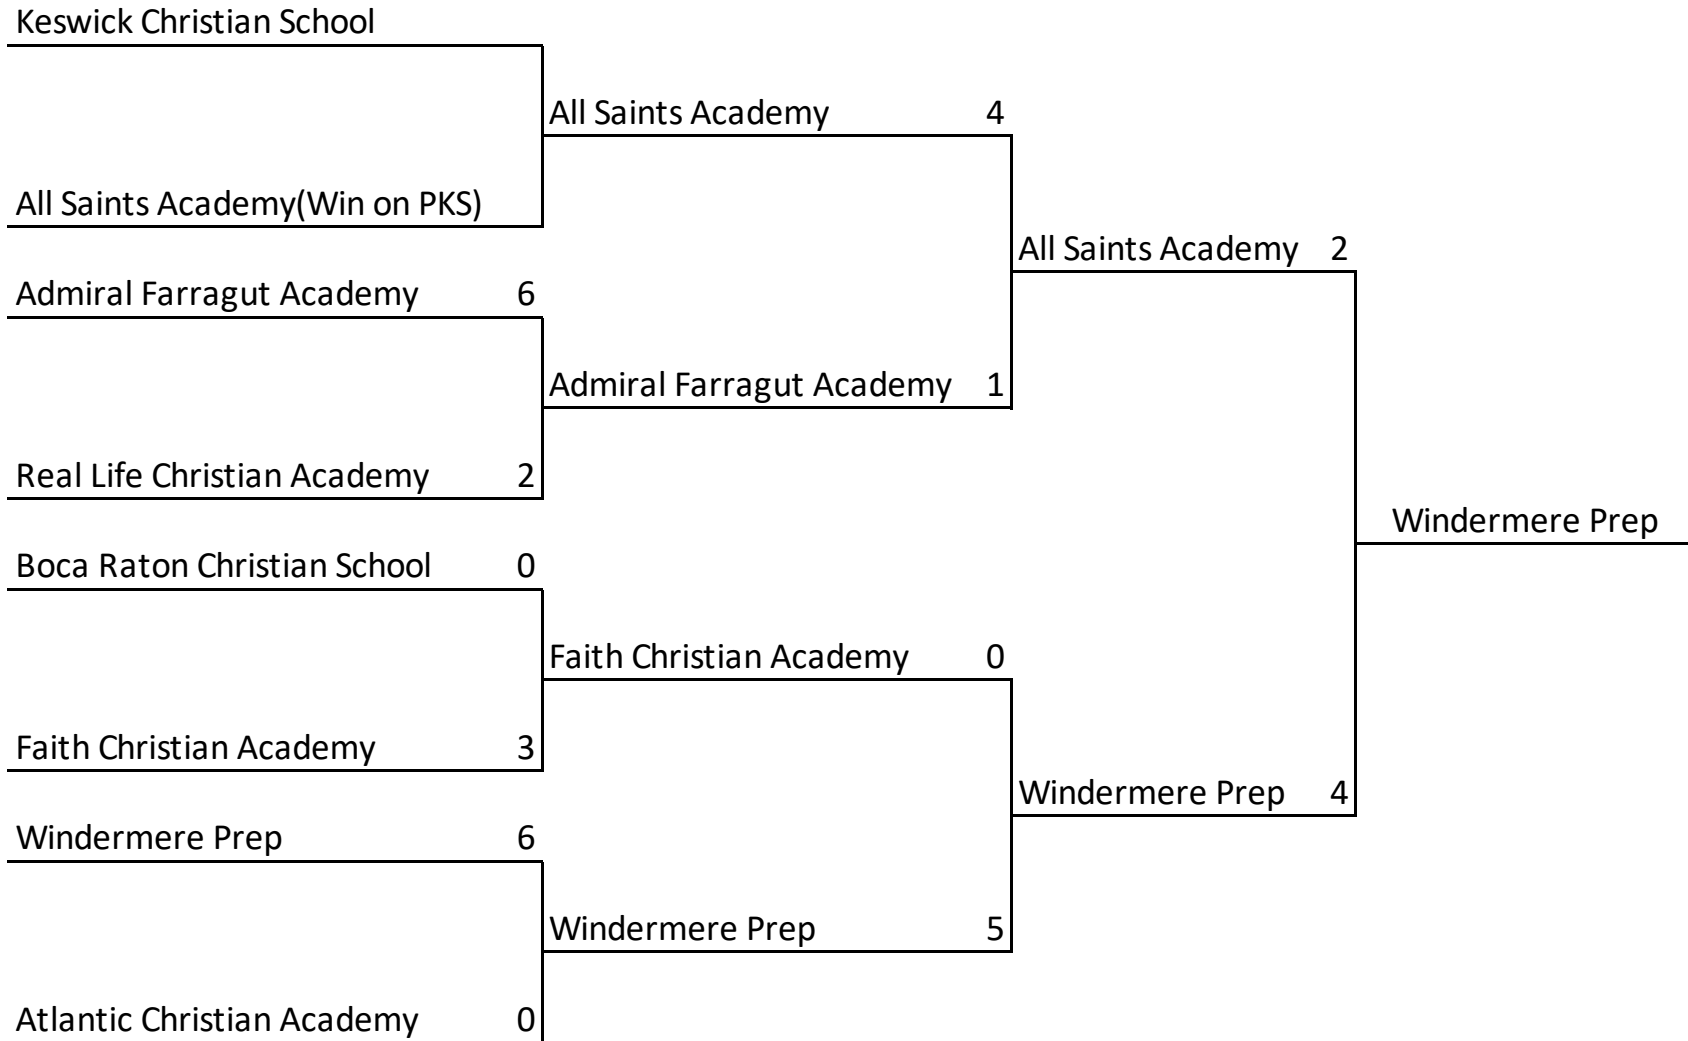 Keswick Christian School
All Saints Academy 4
All Saints Academy(Win on PKS)
All Saints Academy 2
Admiral Farragut Academy 6
Admiral Farragut Academy 1
Real Life Christian Academy 2
Windermere Prep
Boca Raton Christian School 0
Faith Christian Academy 0
Faith Christian Academy 3
Windermere Prep 4
Windermere Prep 6
Windermere Prep 5
Atlantic Christian Academy 0